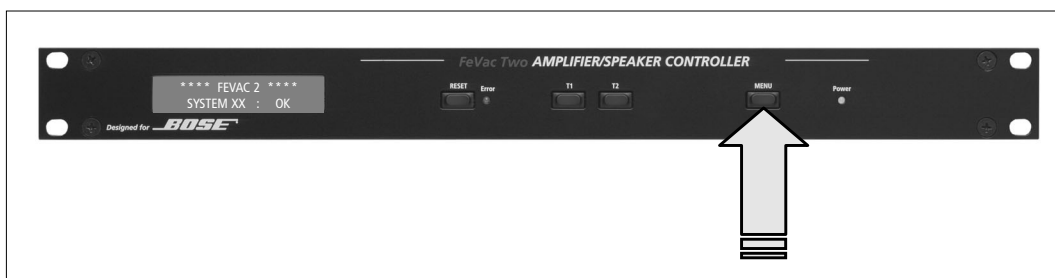 FeVac Two AMPLIFIER/SPEAKER CONTROLLER
* * * * FEVAC 2 * * * *
SYSTEM XX : OK
RESET Error T1 T2 MENU Power
Designed for BOSE